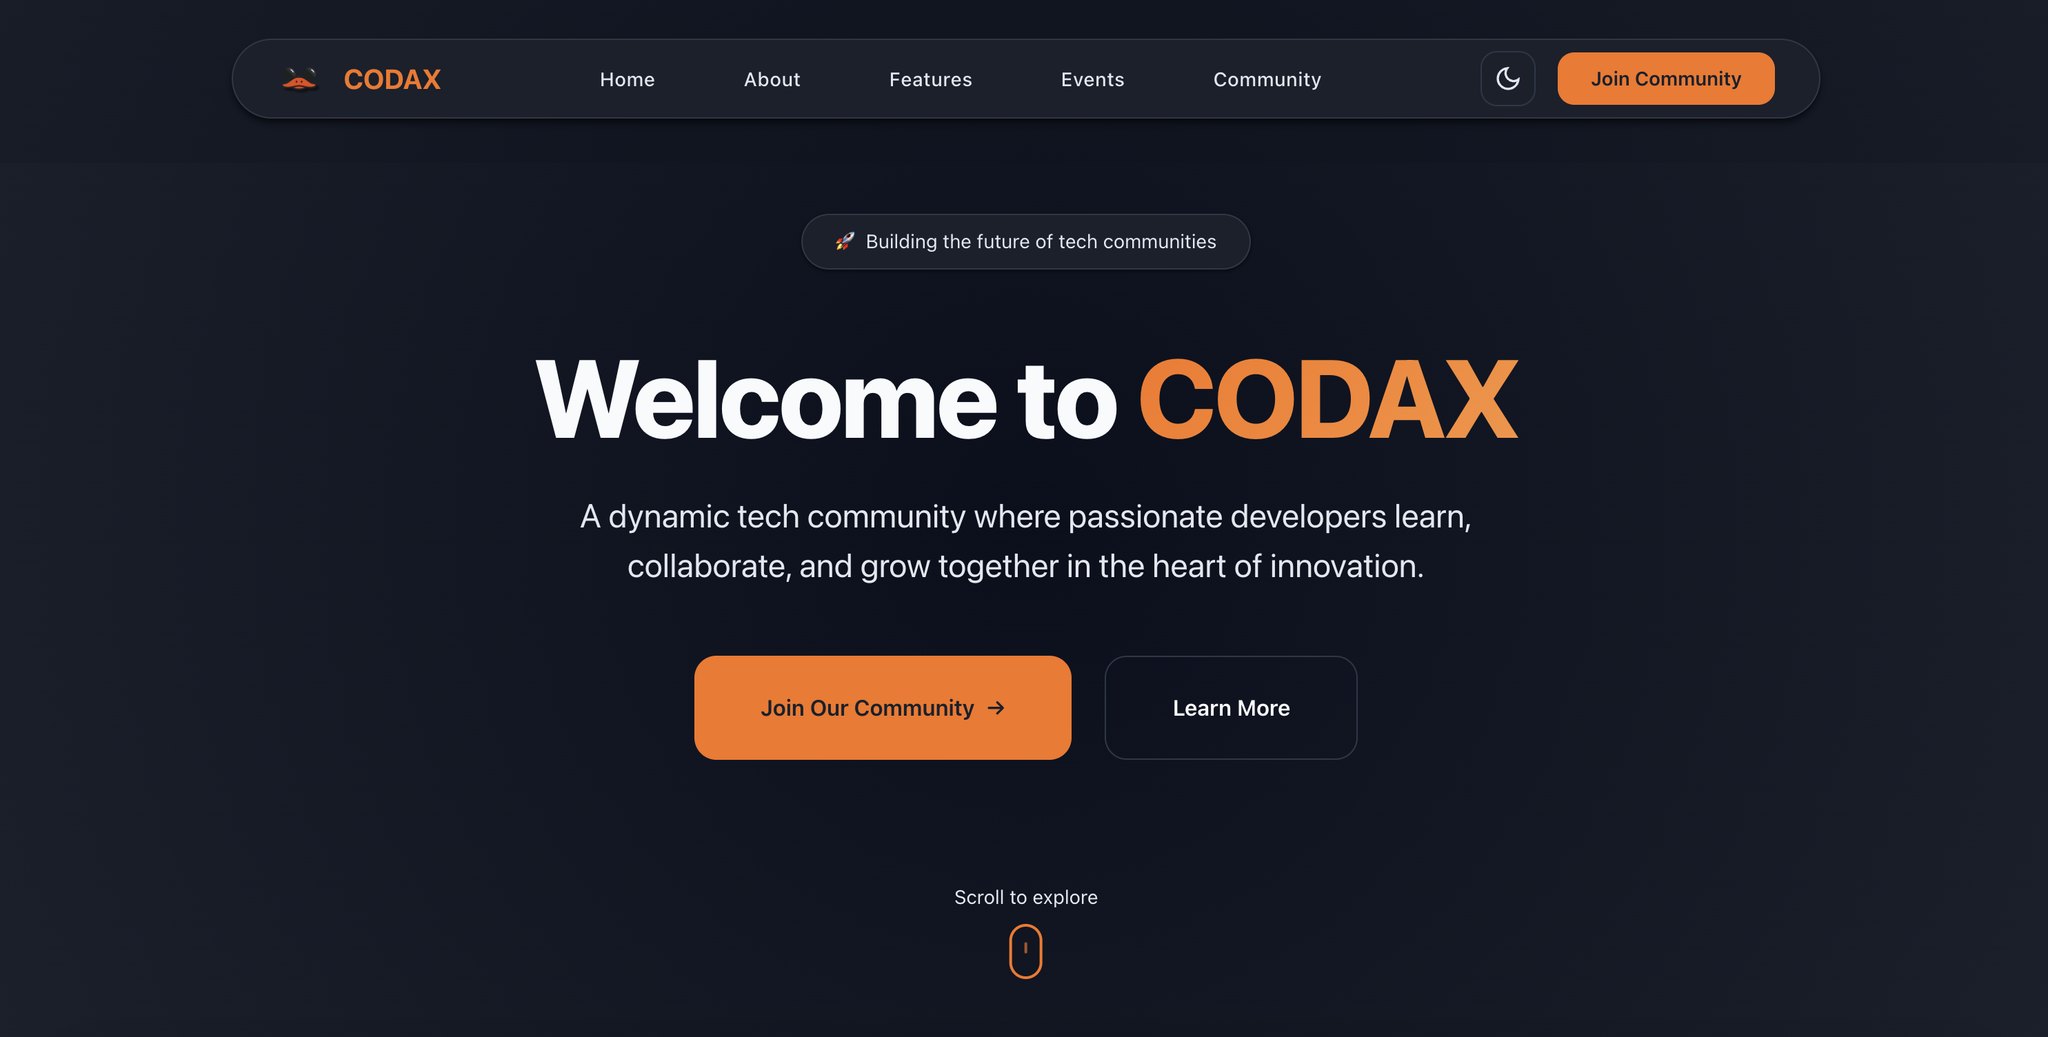 CODAX
Home
About
Features
Events
Community
Join Community
🚀 Building the future of tech communities
Welcome to CODAX
A dynamic tech community where passionate developers learn,
collaborate, and grow together in the heart of innovation.
Join Our Community →
Learn More
Scroll to explore